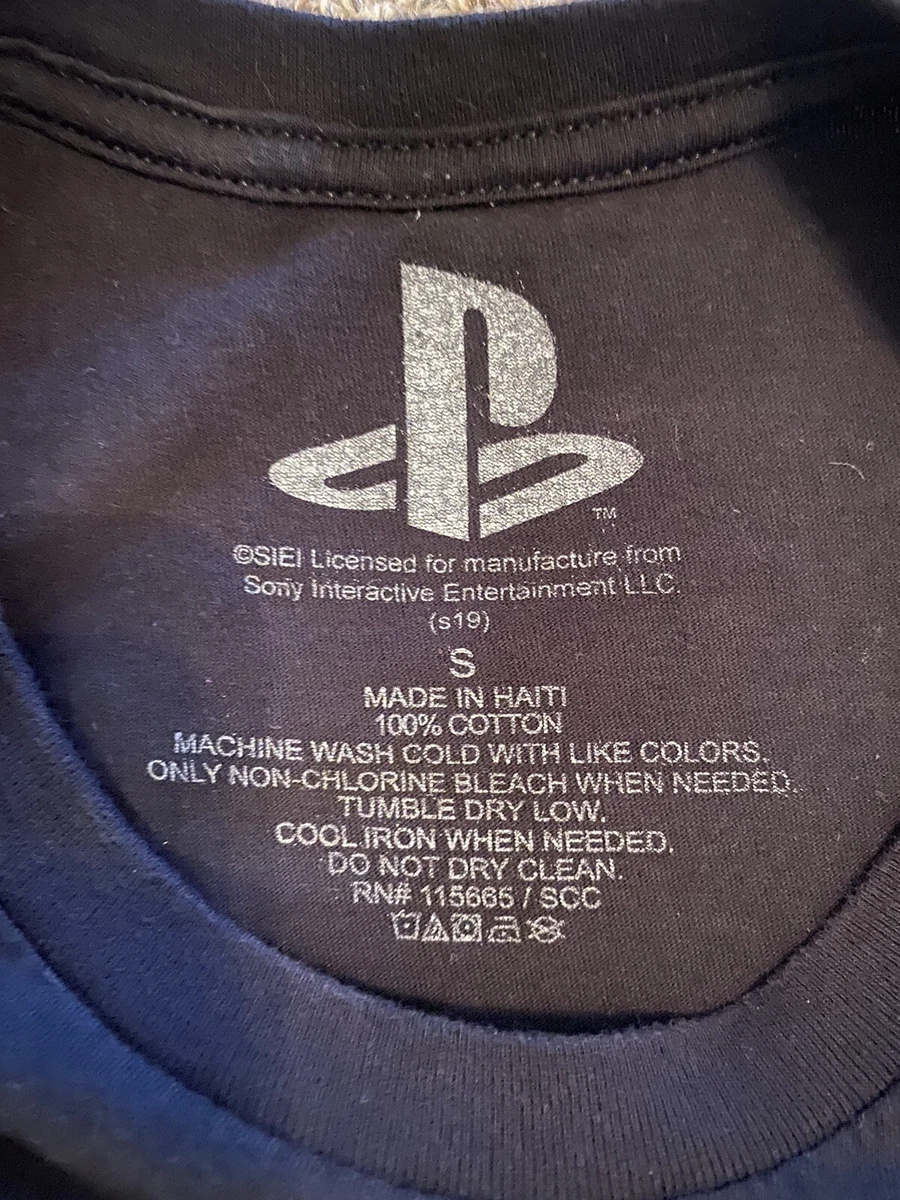 TM
©SIEI Licensed for manufacture from
Sony Interactive Entertainment LLC.
(s19)
S
MADE IN HAITI
100% COTTON
MACHINE WASH COLD WITH LIKE COLORS.
ONLY NON-CHLORINE BLEACH WHEN NEEDED.
TUMBLE DRY LOW.
COOL IRON WHEN NEEDED.
DO NOT DRY CLEAN.
RN# 115665 / SCC